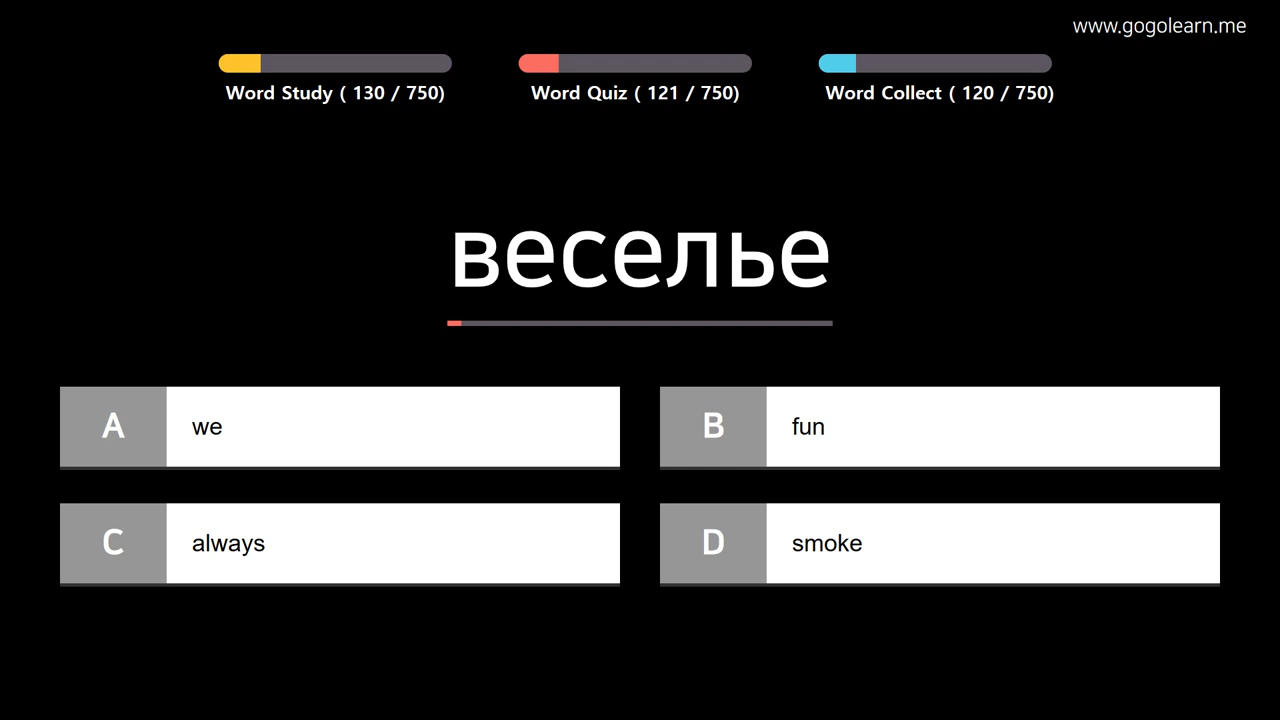 www.gogolearn.me
Word Study ( 130 / 750)
Word Quiz ( 121 / 750)
Word Collect ( 120 / 750)
веселье
A
we
B
fun
C
always
D
smoke